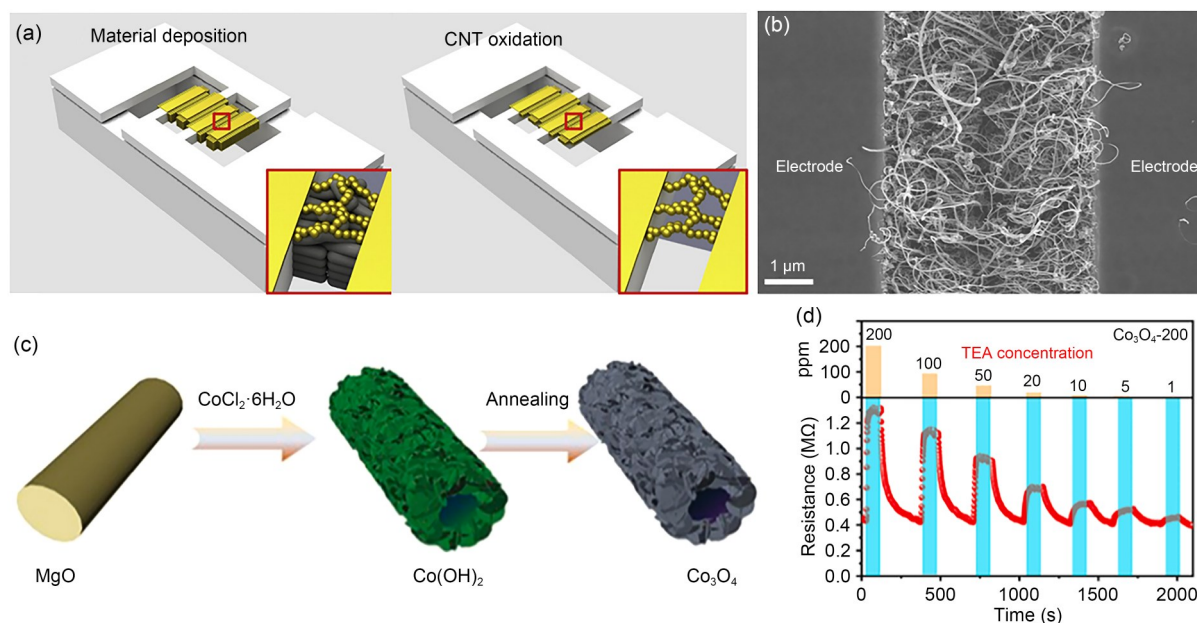 (a)
Material deposition
CNT oxidation
(b)
Electrode
Electrode
1 μm
(c)
CoCl₂·6H₂O
Annealing
MgO
Co(OH)₂
Co₃O₄
(d)
200
Co₃O₄-200
TEA concentration
100
50
20
10
5
1
ppm
200
100
0
Resistance (MΩ)
1.2
1.0
0.8
0.6
0.4
0.2
0.0
0
500
1000
1500
2000
Time (s)